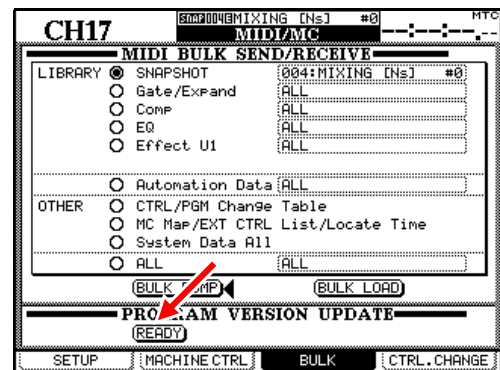 SNAP004:MIXING [Ns] #0 MTC
CH17 MIDI/MC --:--:--.--
MIDI BULK SEND/RECEIVE
LIBRARY SNAPSHOT 004:MIXING [Ns] #0
Gate/Expand ALL
Comp ALL
EQ ALL
Effect U1 ALL
Automation Data ALL
OTHER CTRL/PGM Change Table
MC Map/EXT CTRL List/Locate Time
System Data All
ALL ALL
BULK DUMP BULK LOAD
PROGRAM VERSION UPDATE
READY
SETUP MACHINE CTRL BULK CTRL.CHANGE